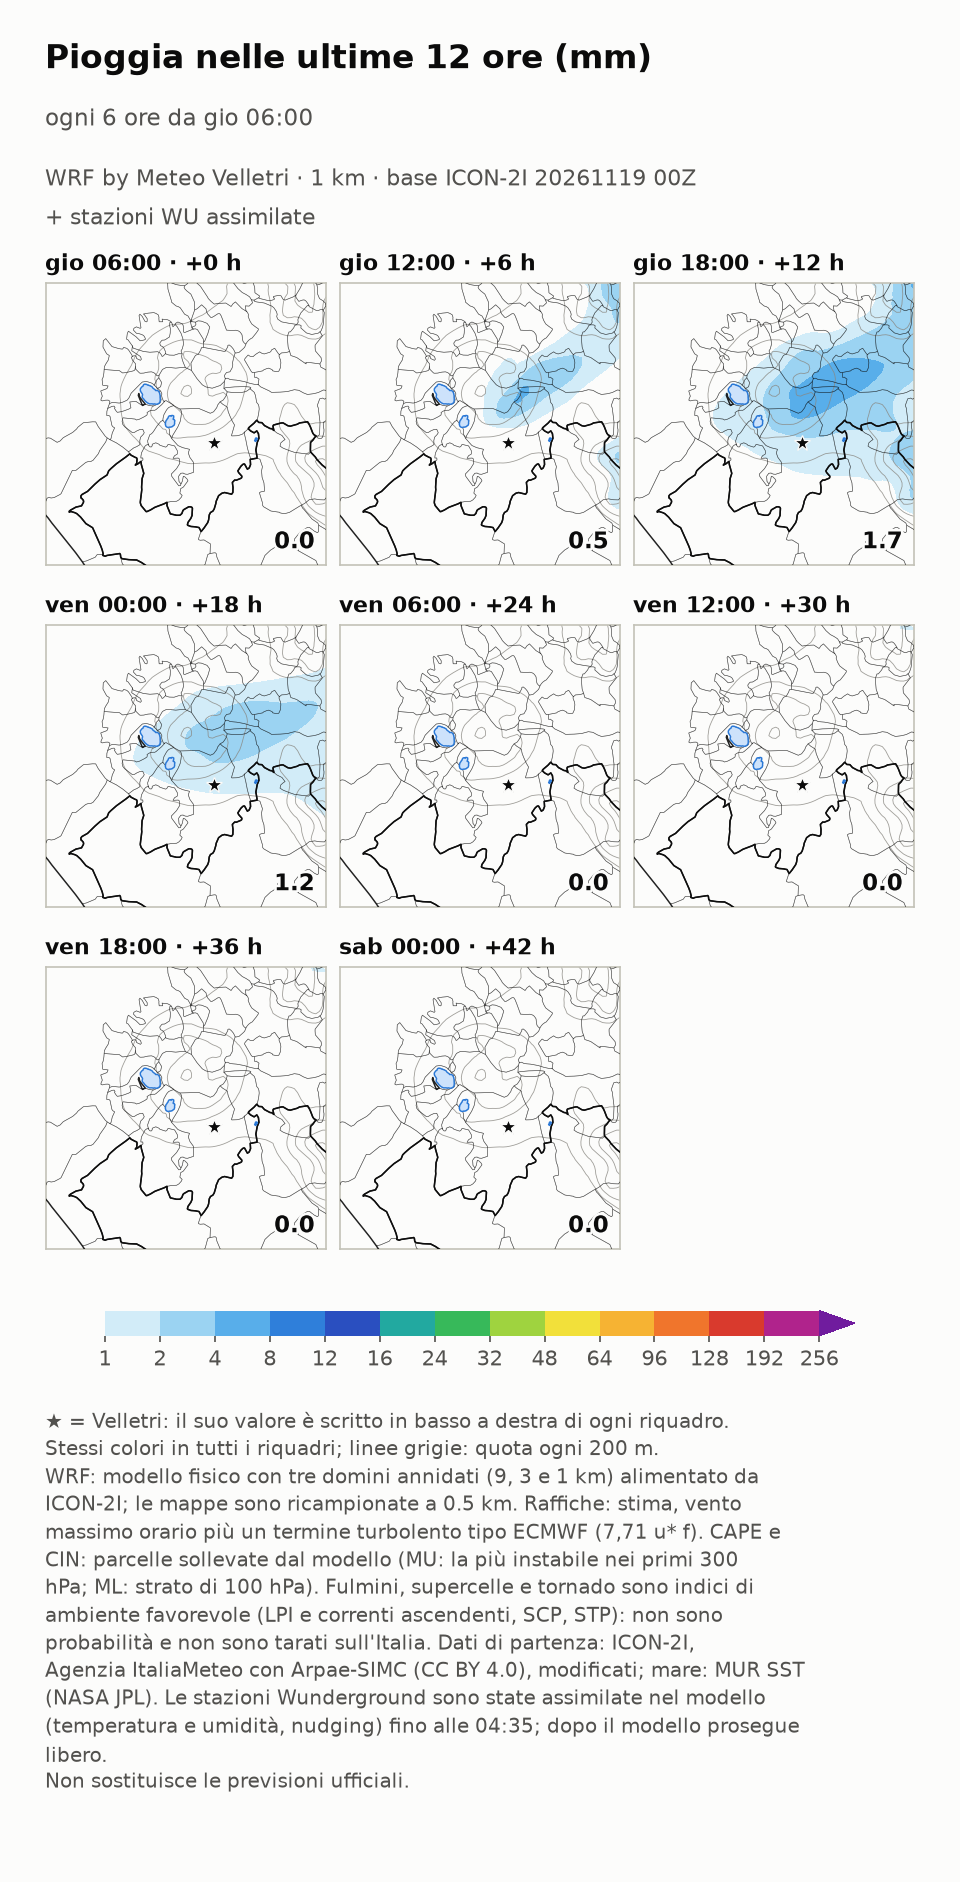 Pioggia nelle ultime 12 ore (mm)
ogni 6 ore da gio 06:00
WRF by Meteo Velletri · 1 km · base ICON-2I 20261119 00Z
+ stazioni WU assimilate
gio 06:00 · +0 h
gio 12:00 · +6 h
gio 18:00 · +12 h
0.0
0.5
1.7
ven 00:00 · +18 h
ven 06:00 · +24 h
ven 12:00 · +30 h
1.2
0.0
0.0
ven 18:00 · +36 h
sab 00:00 · +42 h
0.0
0.0
1 2 4 8 12 16 24 32 48 64 96 128 192 256
★ = Velletri: il suo valore è scritto in basso a destra di ogni riquadro.
Stessi colori in tutti i riquadri; linee grigie: quota ogni 200 m.
WRF: modello fisico con tre domini annidati (9, 3 e 1 km) alimentato da
ICON-2I; le mappe sono ricampionate a 0.5 km. Raffiche: stima, vento
massimo orario più un termine turbolento tipo ECMWF (7,71 u* f). CAPE e
CIN: parcelle sollevate dal modello (MU: la più instabile nei primi 300
hPa; ML: strato di 100 hPa). Fulmini, supercelle e tornado sono indici di
ambiente favorevole (LPI e correnti ascendenti, SCP, STP): non sono
probabilità e non sono tarati sull'Italia. Dati di partenza: ICON-2I,
Agenzia ItaliaMeteo con Arpae-SIMC (CC BY 4.0), modificati; mare: MUR SST
(NASA JPL). Le stazioni Wunderground sono state assimilate nel modello
(temperatura e umidità, nudging) fino alle 04:35; dopo il modello prosegue
libero.
Non sostituisce le previsioni ufficiali.